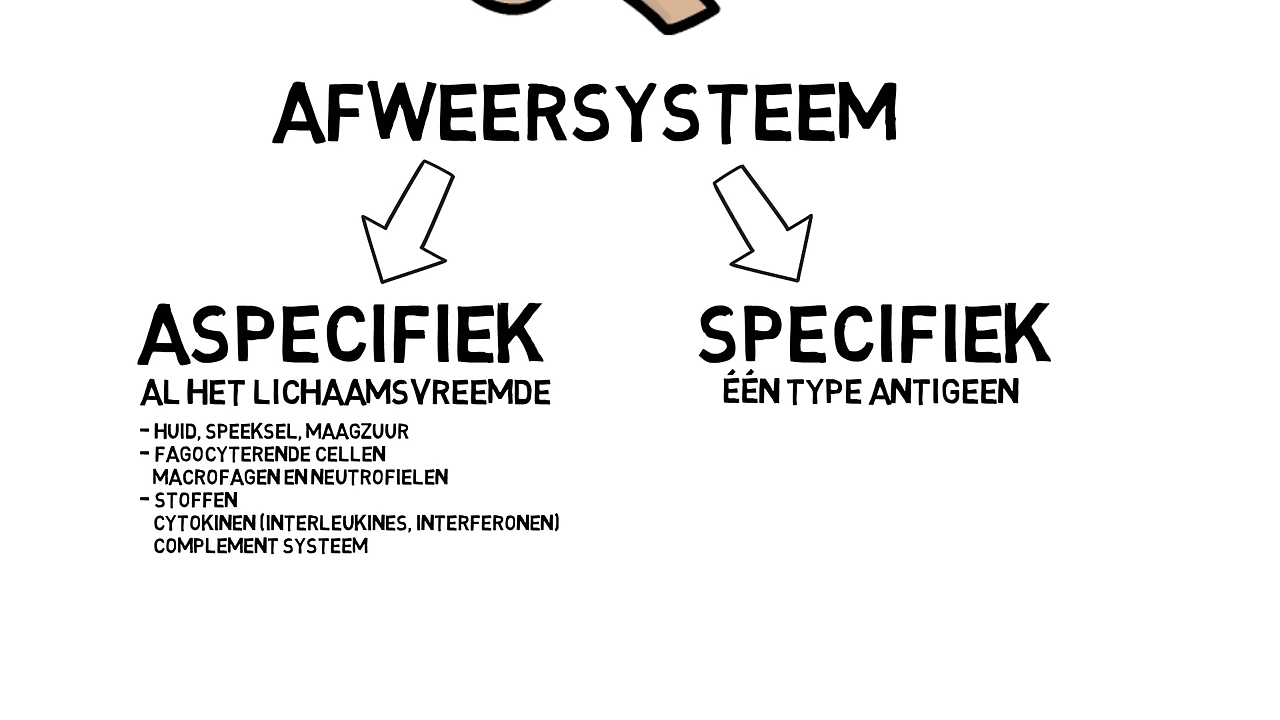 AFWEERSYSTEEM
ASPECIFIEK
AL HET LICHAAMSVREEMDE
- HUID, SPEEKSEL, MAAGZUUR
- FAGOCYTERENDE CELLEN
MACROFAGEN EN NEUTROFIELEN
- STOFFEN
CYTOKINEN (INTERLEUKINES, INTERFERONEN)
COMPLEMENT SYSTEEM
SPECIFIEK
ÉÉN TYPE ANTIGEEN